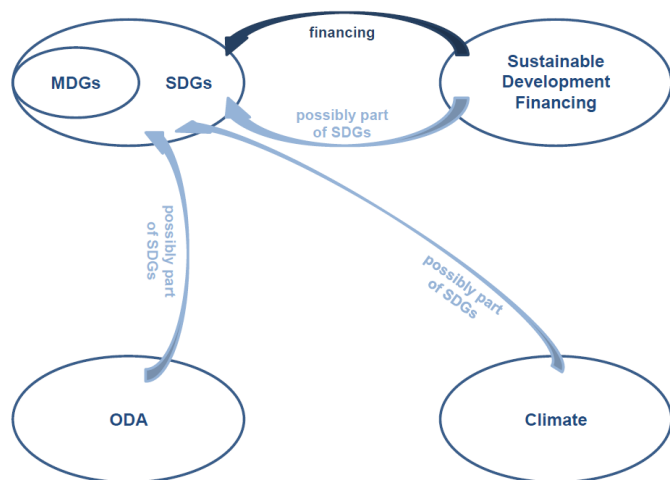 financing
MDGs
SDGs
Sustainable
Development
Financing
possibly part
of SDGs
possibly part
of SDGs
possibly part
of SDGs
ODA
Climate